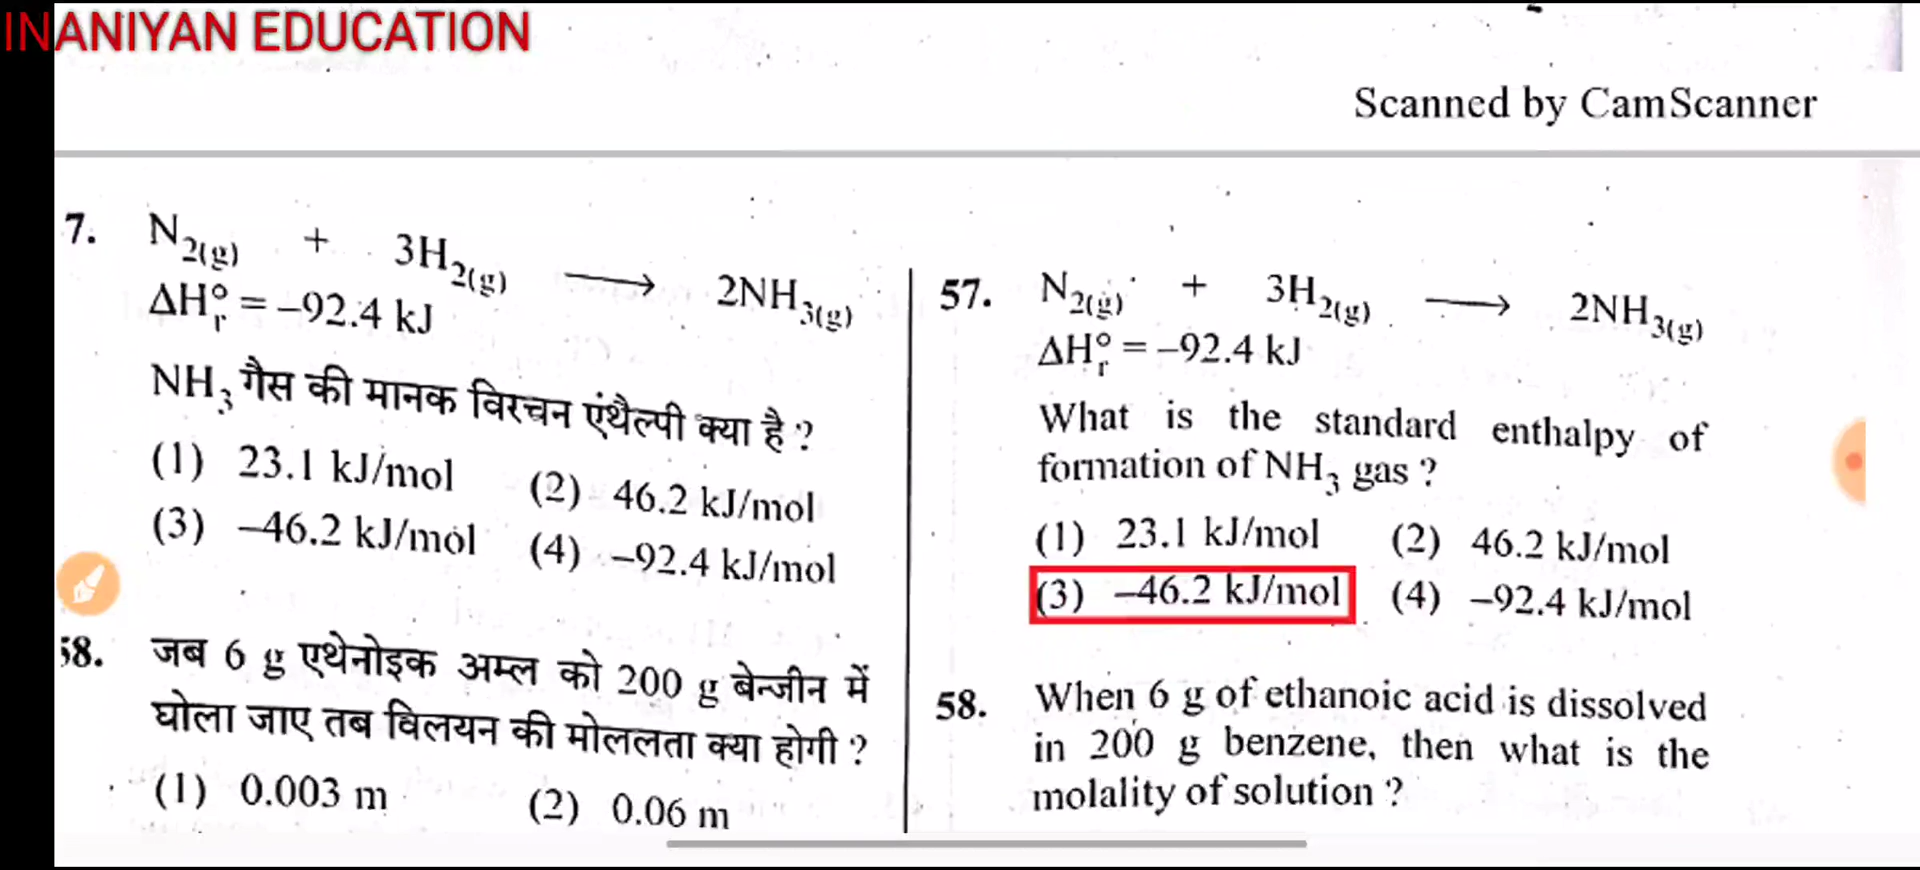 INANIYAN EDUCATION
Scanned by CamScanner
7. N2(g) + 3H2(g) ⟶ 2NH3(g)
ΔH°r = –92.4 kJ
NH3 गैस की मानक विरचन एंथैल्पी क्या है ?
(1) 23.1 kJ/mol (2) 46.2 kJ/mol
(3) –46.2 kJ/mol (4) –92.4 kJ/mol
58. जब 6 g एथेनोइक अम्ल को 200 g बेन्जीन में
घोला जाए तब विलयन की मोललता क्या होगी ?
(1) 0.003 m (2) 0.06 m
57. N2(g) + 3H2(g) ⟶ 2NH3(g)
ΔH°r = –92.4 kJ
What is the standard enthalpy of
formation of NH3 gas ?
(1) 23.1 kJ/mol (2) 46.2 kJ/mol
(3) –46.2 kJ/mol (4) –92.4 kJ/mol
58. When 6 g of ethanoic acid is dissolved
in 200 g benzene, then what is the
molality of solution ?